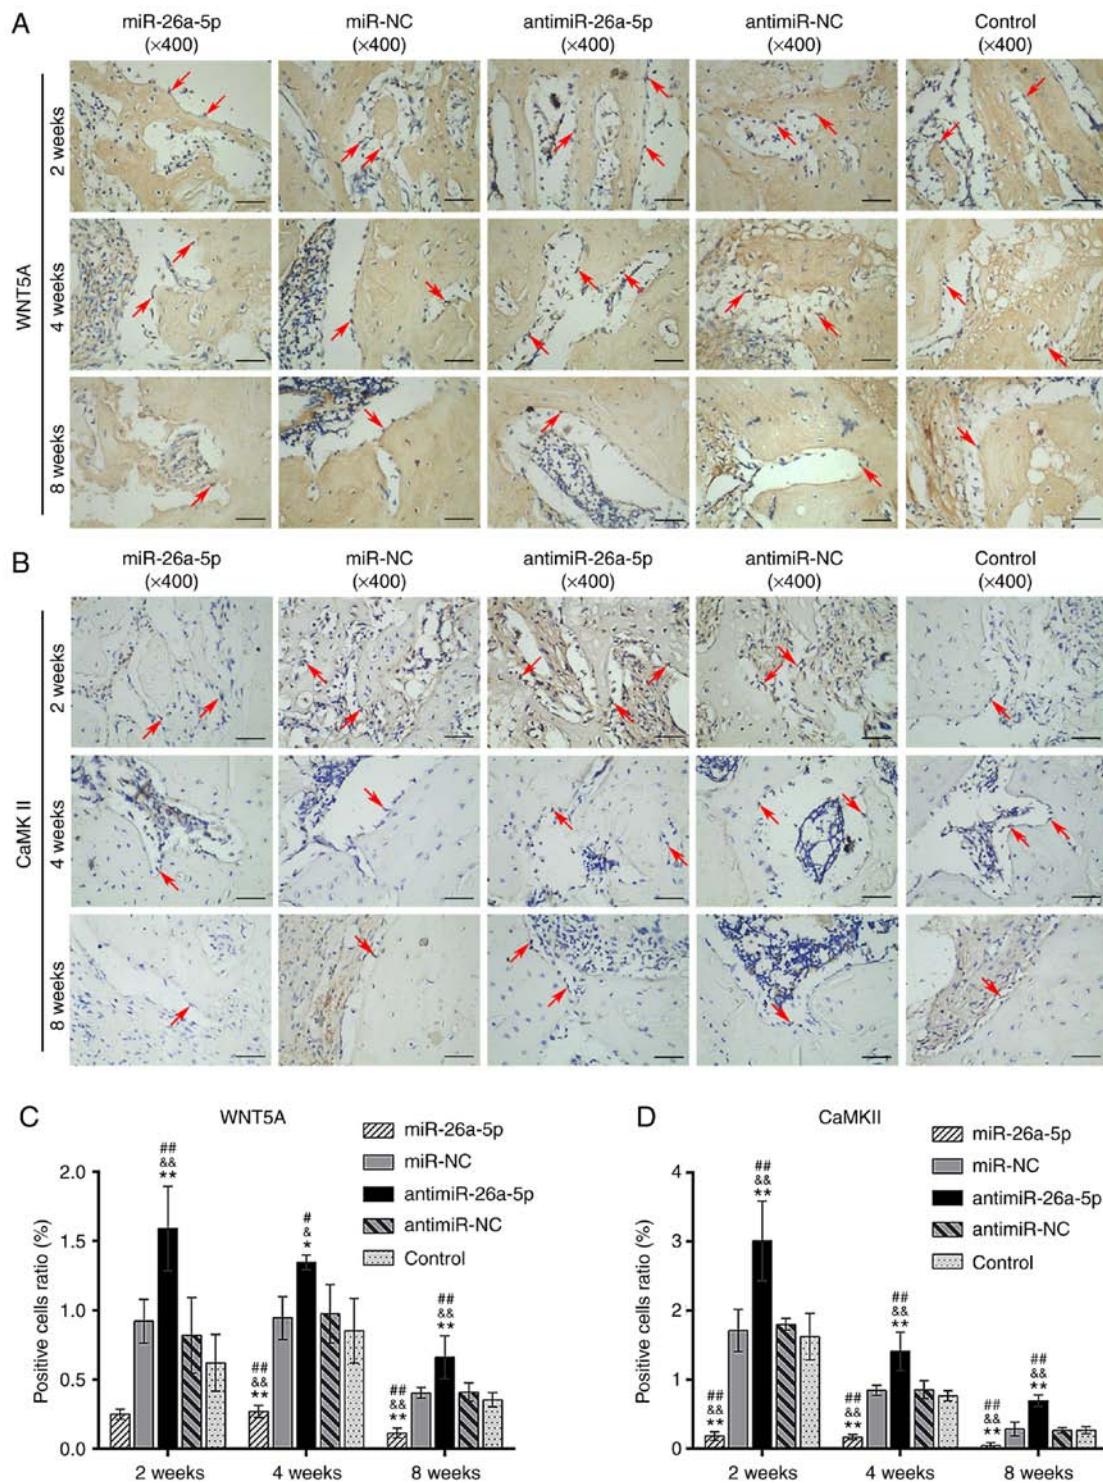 A
miR-26a-5p
(×400)
miR-NC
(×400)
antimiR-26a-5p
(×400)
antimiR-NC
(×400)
Control
(×400)
WNT5A
2 weeks
4 weeks
8 weeks
B
miR-26a-5p
(×400)
miR-NC
(×400)
antimiR-26a-5p
(×400)
antimiR-NC
(×400)
Control
(×400)
CaMK II
2 weeks
4 weeks
8 weeks
C
WNT5A
miR-26a-5p
miR-NC
antimiR-26a-5p
antimiR-NC
Control
Positive cells ratio (%)
2.0
1.5
1.0
0.5
0.0
##
&&
**
##
&&
**
#
&
*
##
&&
**
##
&&
**
2 weeks
4 weeks
8 weeks
D
CaMKII
miR-26a-5p
miR-NC
antimiR-26a-5p
antimiR-NC
Control
Positive cells ratio (%)
4
3
2
1
0
##
&&
**
##
&&
**
##
&&
**
##
&&
**
##
&&
**
##
&&
**
2 weeks
4 weeks
8 weeks